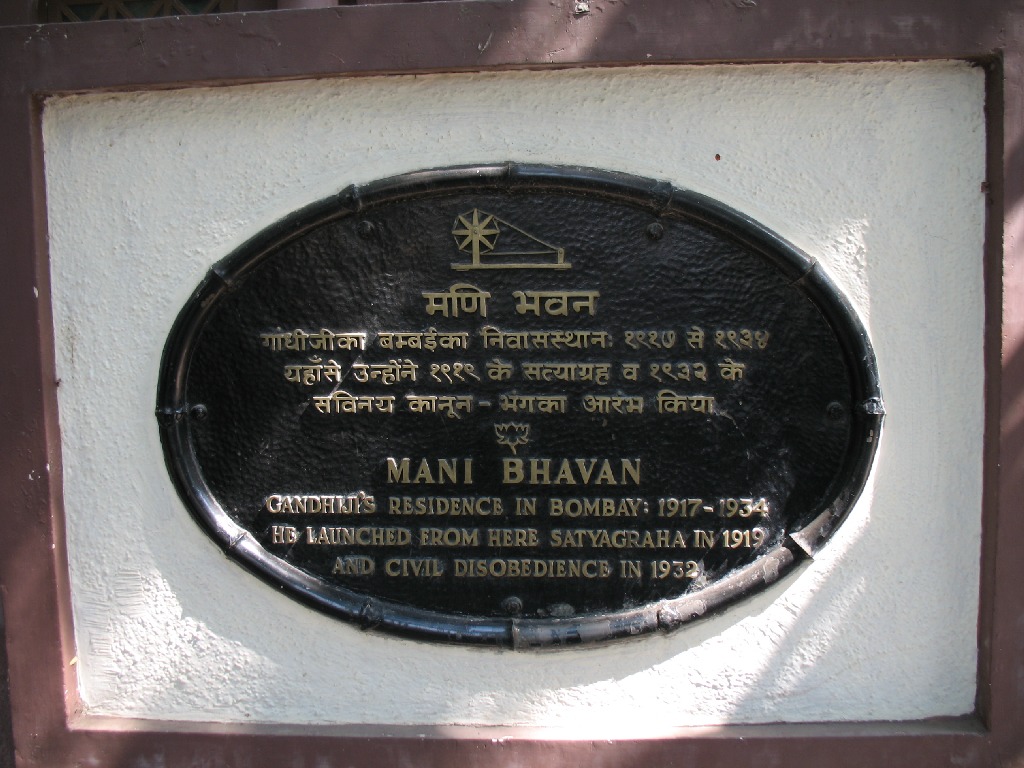 मणि भवन
गांधीजीका बम्बईका निवासस्थान: १९१७ से १९३४
यहाँसे उन्होंने १९१९ के सत्याग्रह व १९३२ के
सविनय कानून - भंगका आरंभ किया
MANI BHAVAN
GANDHIJI'S RESIDENCE IN BOMBAY: 1917-1934
HE LAUNCHED FROM HERE SATYAGRAHA IN 1919
AND CIVIL DISOBEDIENCE IN 1932